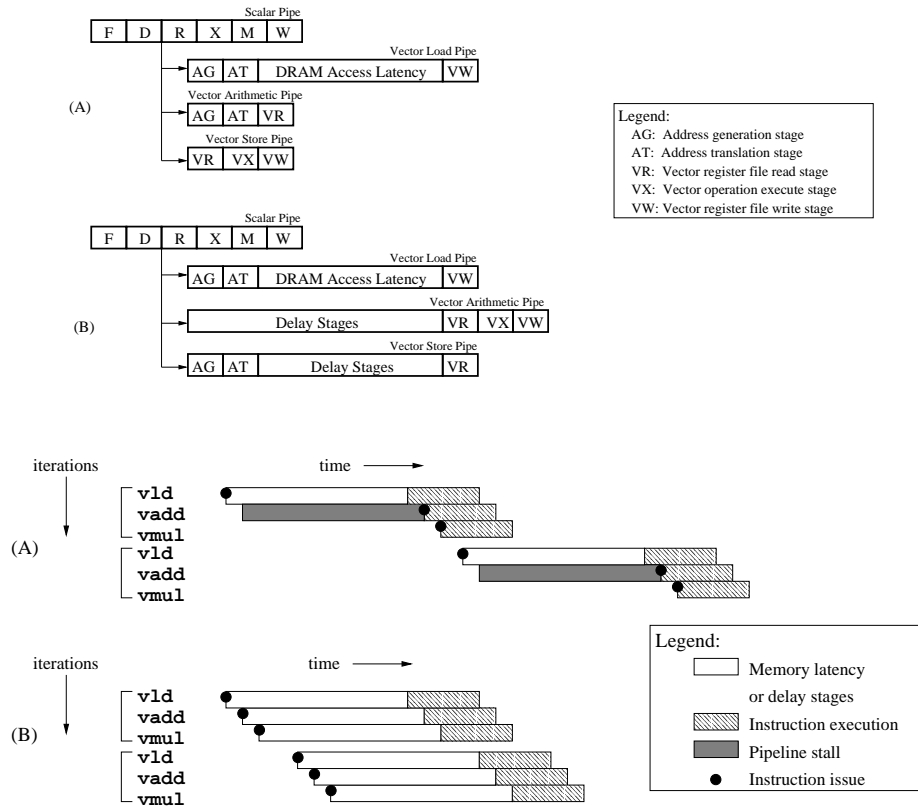 Scalar Pipe
F D R X M W
Vector Load Pipe
AG AT DRAM Access Latency VW
(A)
Vector Arithmetic Pipe
AG AT VR
Vector Store Pipe
VR VX VW
Legend:
AG: Address generation stage
AT: Address translation stage
VR: Vector register file read stage
VX: Vector operation execute stage
VW: Vector register file write stage
Scalar Pipe
F D R X M W
Vector Load Pipe
AG AT DRAM Access Latency VW
(B)
Vector Arithmetic Pipe
Delay Stages VR VX VW
Vector Store Pipe
AG AT Delay Stages VR
iterations time
(A)
vld
vadd
vmul
vld
vadd
vmul
iterations time
(B)
vld
vadd
vmul
vld
vadd
vmul
Legend:
Memory latency
or delay stages
Instruction execution
Pipeline stall
Instruction issue